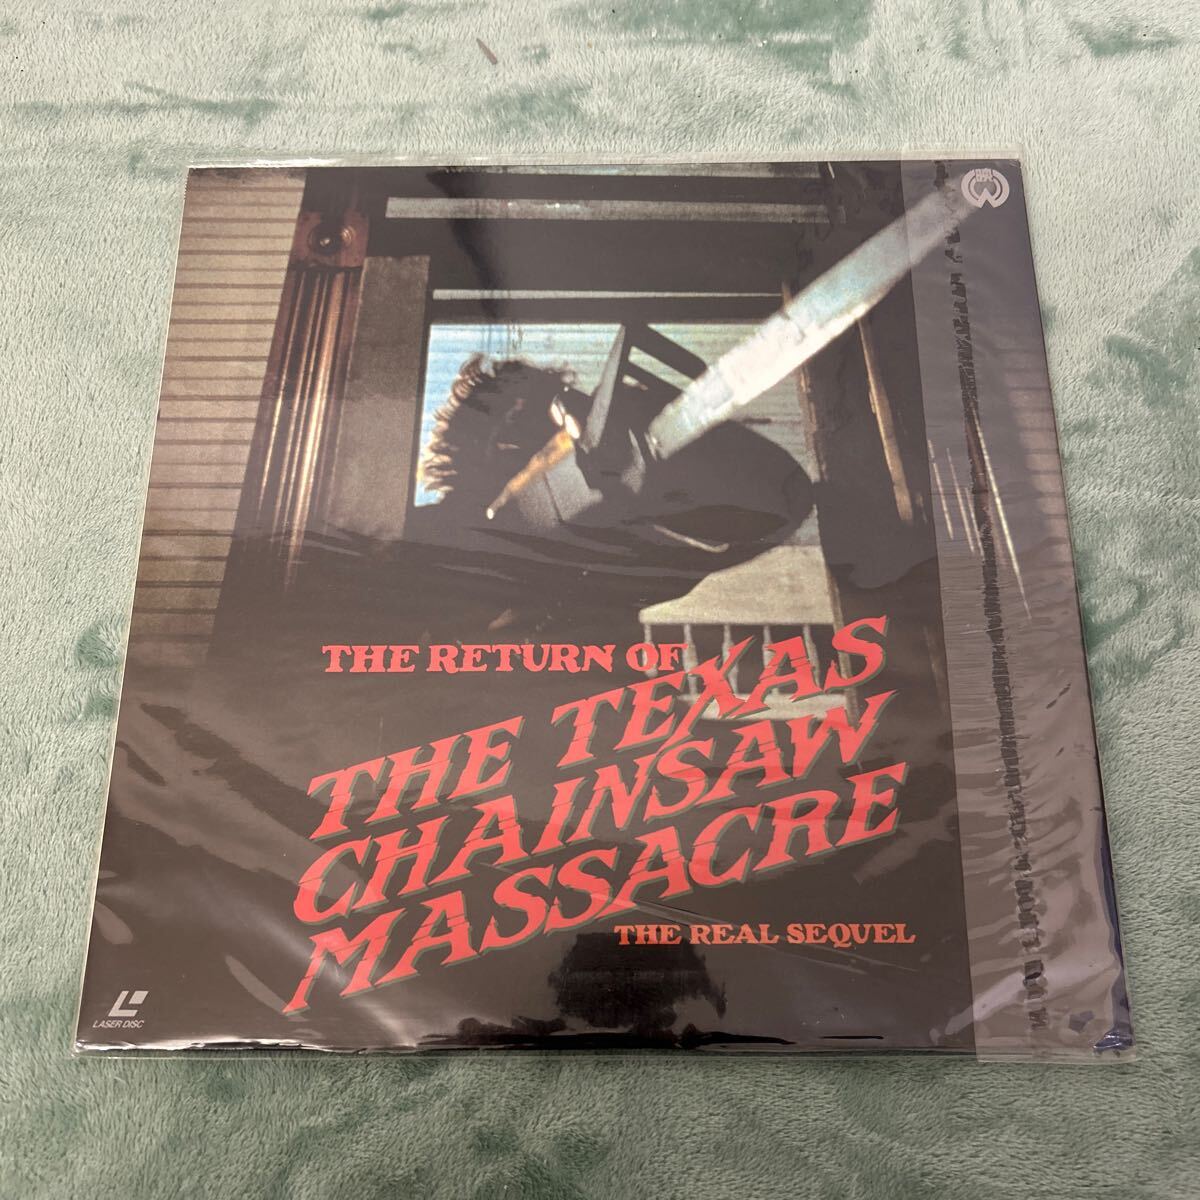 THE RETURN OF
THE TEXAS
CHAINSAW
MASSACRE
THE REAL SEQUEL
LASER DISC